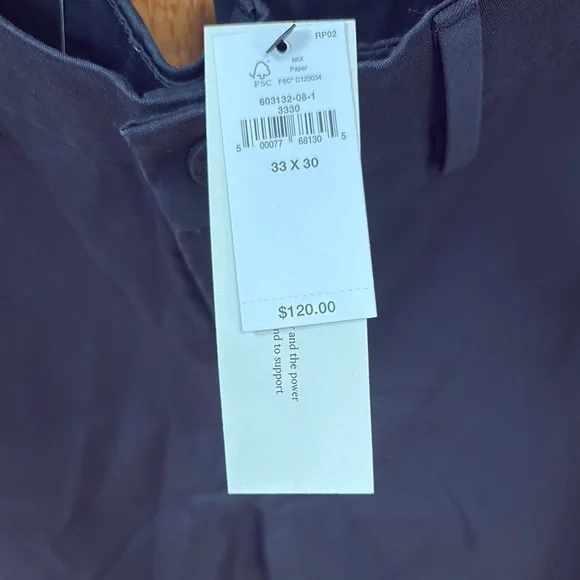 RP02
MIX
Paper
FSC
FSC® C125034
603132-08-1
3330
5 00077 68130 5
33 X 30
$120.00
and the power
nd to support